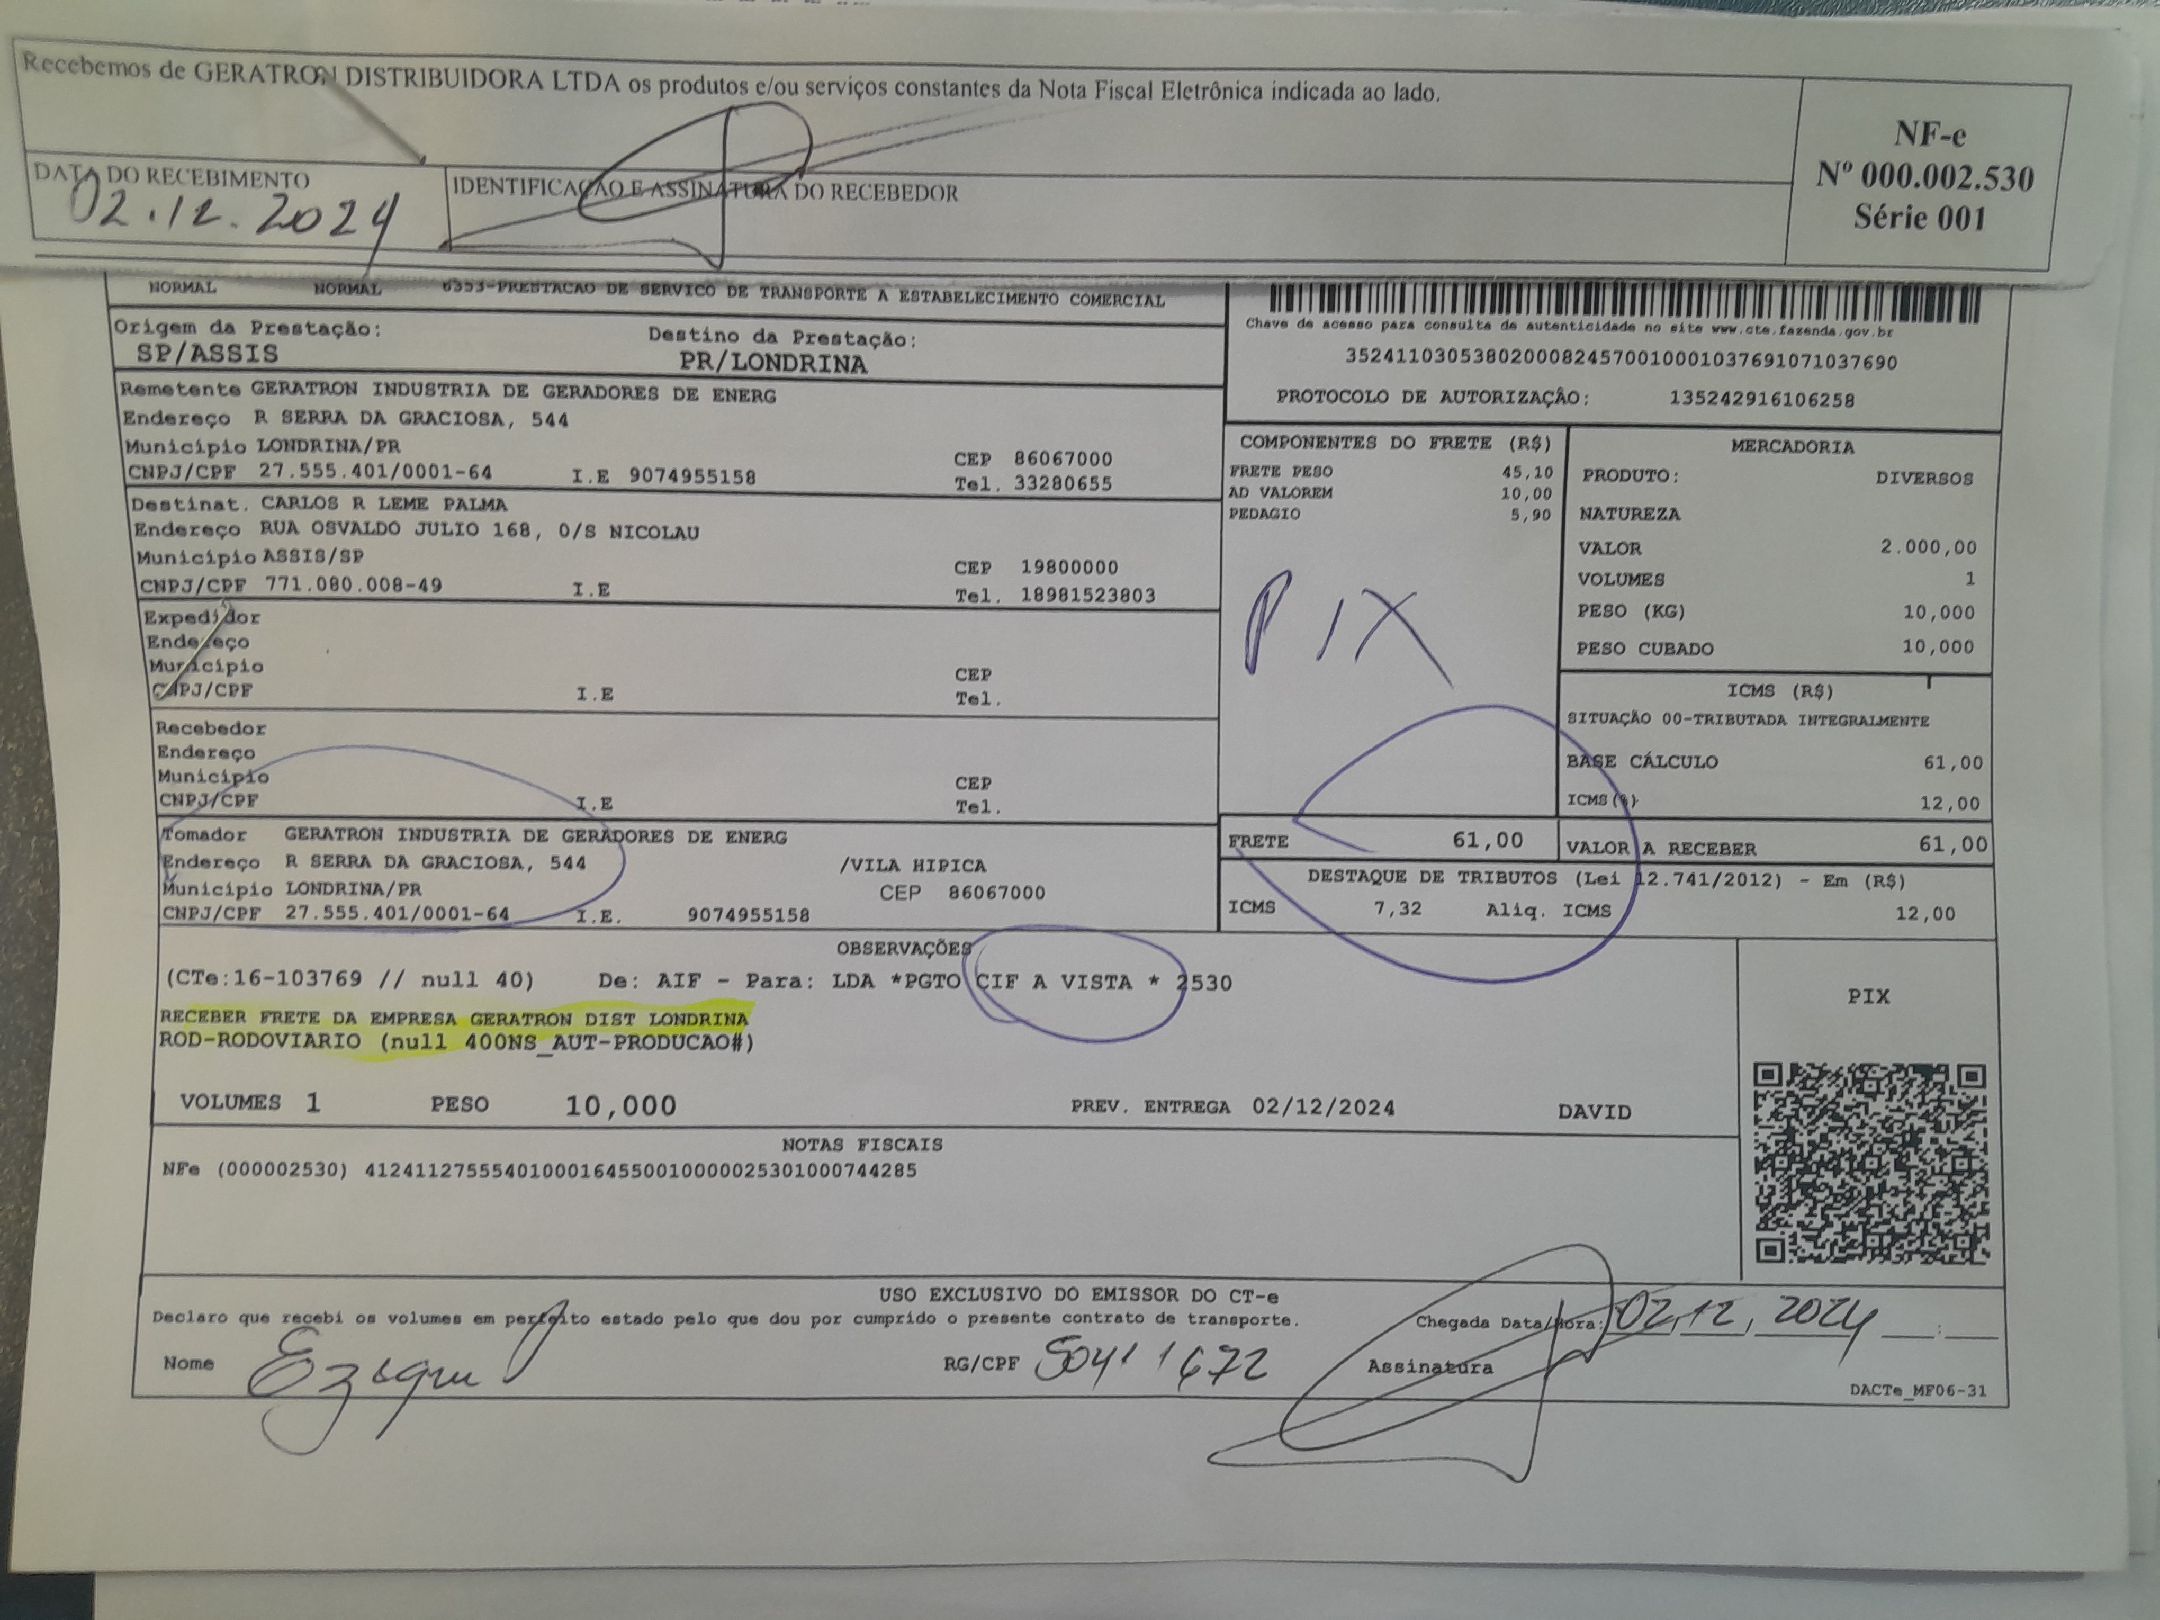 Recebemos de GERATRON DISTRIBUIDORA LTDA os produtos e/ou serviços constantes da Nota Fiscal Eletrônica indicada ao lado.
NF-e
Nº 000.002.530
Série 001
DATA DO RECEBIMENTO
02.12.2024
IDENTIFICAÇÃO E ASSINATURA DO RECEBEDOR
NORMAL NORMAL 6353-PRESTACAO DE SERVICO DE TRANSPORTE A ESTABELECIMENTO COMERCIAL
Origem da Prestação: Destino da Prestação:
SP/ASSIS PR/LONDRINA
Remetente GERATRON INDUSTRIA DE GERADORES DE ENERG
Endereço R SERRA DA GRACIOSA, 544
Município LONDRINA/PR CEP 86067000
CNPJ/CPF 27.555.401/0001-64 I.E 9074955158 Tel. 33280655
Destinat. CARLOS R LEME PALMA
Endereço RUA OSVALDO JULIO 168, O/S NICOLAU
Município ASSIS/SP CEP 19800000
CNPJ/CPF 771.080.008-49 I.E Tel. 18981523803
Expedidor
Endereço
Município CEP
CNPJ/CPF I.E Tel.
Recebedor
Endereço
Município CEP
CNPJ/CPF I.E Tel.
Tomador GERATRON INDUSTRIA DE GERADORES DE ENERG
Endereço R SERRA DA GRACIOSA, 544 /VILA HIPICA
Município LONDRINA/PR CEP 86067000
CNPJ/CPF 27.555.401/0001-64 I.E. 9074955158
Chave de acesso para consulta de autenticidade no site www.cte.fazenda.gov.br
35241103053802000824570010001037691071037690
PROTOCOLO DE AUTORIZAÇÂO: 135242916106258
COMPONENTES DO FRETE (R$)
FRETE PESO 45,10
AD VALOREM 10,00
PEDAGIO 5,90
PIX
FRETE 61,00
MERCADORIA
PRODUTO: DIVERSOS
NATUREZA
VALOR 2.000,00
VOLUMES 1
PESO (KG) 10,000
PESO CUBADO 10,000
ICMS (R$)
SITUAÇÃO 00-TRIBUTADA INTEGRALMENTE
BASE CÁLCULO 61,00
ICMS(%) 12,00
VALOR A RECEBER 61,00
DESTAQUE DE TRIBUTOS (Lei 12.741/2012) - Em (R$)
ICMS 7,32 Aliq. ICMS 12,00
OBSERVAÇÕES
(CTe:16-103769 // null 40) De: AIF - Para: LDA *PGTO CIF A VISTA * 2530
RECEBER FRETE DA EMPRESA GERATRON DIST LONDRINA
ROD-RODOVIARIO (null 400NS_AUT-PRODUCAO#)
PIX
VOLUMES 1 PESO 10,000 PREV. ENTREGA 02/12/2024 DAVID
NOTAS FISCAIS
NFe (000002530) 41241127555401000164550010000025301000744285
USO EXCLUSIVO DO EMISSOR DO CT-e
Declaro que recebi os volumes em perfeito estado pelo que dou por cumprido o presente contrato de transporte. Chegada Data/Hora: 02,12,2024
Nome RG/CPF 50411672 Assinatura
DACTe_MF06-31